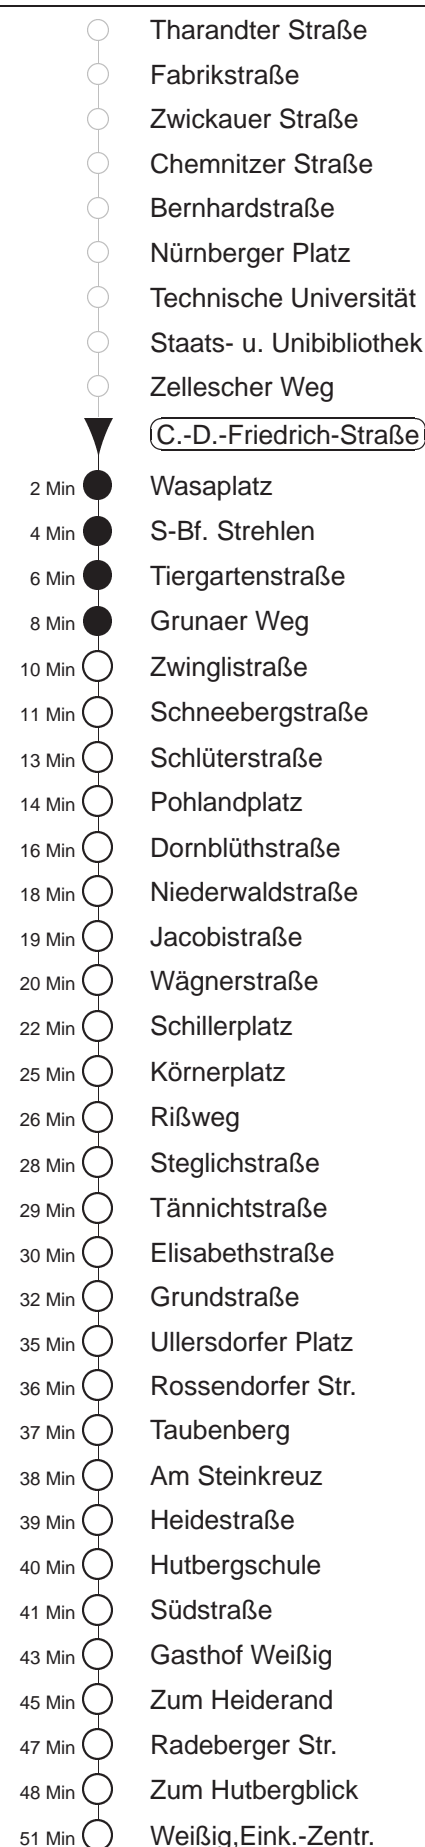 Tharandter Straße
Fabrikstraße
Zwickauer Straße
Chemnitzer Straße
Bernhardstraße
Nürnberger Platz
Technische Universität
Staats- u. Unibibliothek
Zellescher Weg
C.-D.-Friedrich-Straße
2 Min Wasaplatz
4 Min S-Bf. Strehlen
6 Min Tiergartenstraße
8 Min Grunaer Weg
10 Min Zwinglistraße
11 Min Schneebergstraße
13 Min Schlüterstraße
14 Min Pohlandplatz
16 Min Dornblüthstraße
18 Min Niederwaldstraße
19 Min Jacobistraße
20 Min Wägnerstraße
22 Min Schillerplatz
25 Min Körnerplatz
26 Min Rißweg
28 Min Steglichstraße
29 Min Tännichtstraße
30 Min Elisabethstraße
32 Min Grundstraße
35 Min Ullersdorfer Platz
36 Min Rossendorfer Str.
37 Min Taubenberg
38 Min Am Steinkreuz
39 Min Heidestraße
40 Min Hutbergschule
41 Min Südstraße
43 Min Gasthof Weißig
45 Min Zum Heiderand
47 Min Radeberger Str.
48 Min Zum Hutbergblick
51 Min Weißig,Eink.-Zentr.